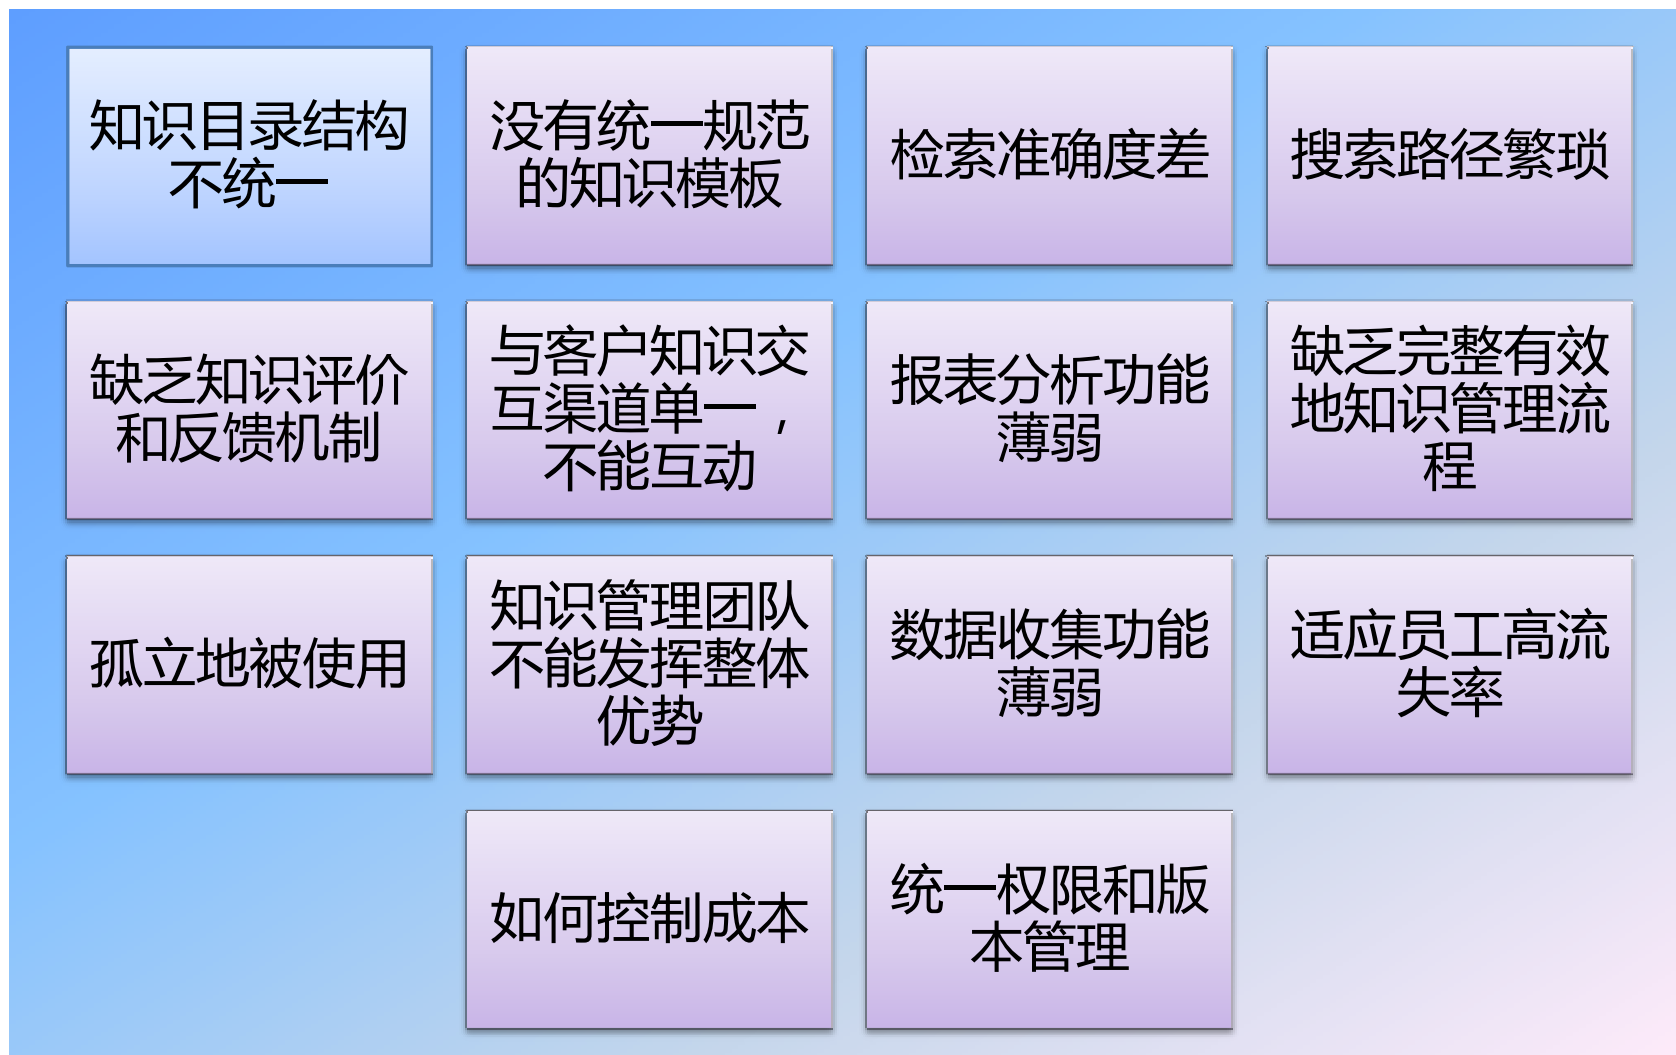 知识目录结构
不统一
没有统一规范
的知识模板
检索准确度差
搜索路径繁琐
缺乏知识评价
和反馈机制
与客户知识交
互渠道单一，
不能互动
报表分析功能
薄弱
缺乏完整有效
地知识管理流
程
孤立地被使用
知识管理团队
不能发挥整体
优势
数据收集功能
薄弱
适应员工高流
失率
如何控制成本
统一权限和版
本管理